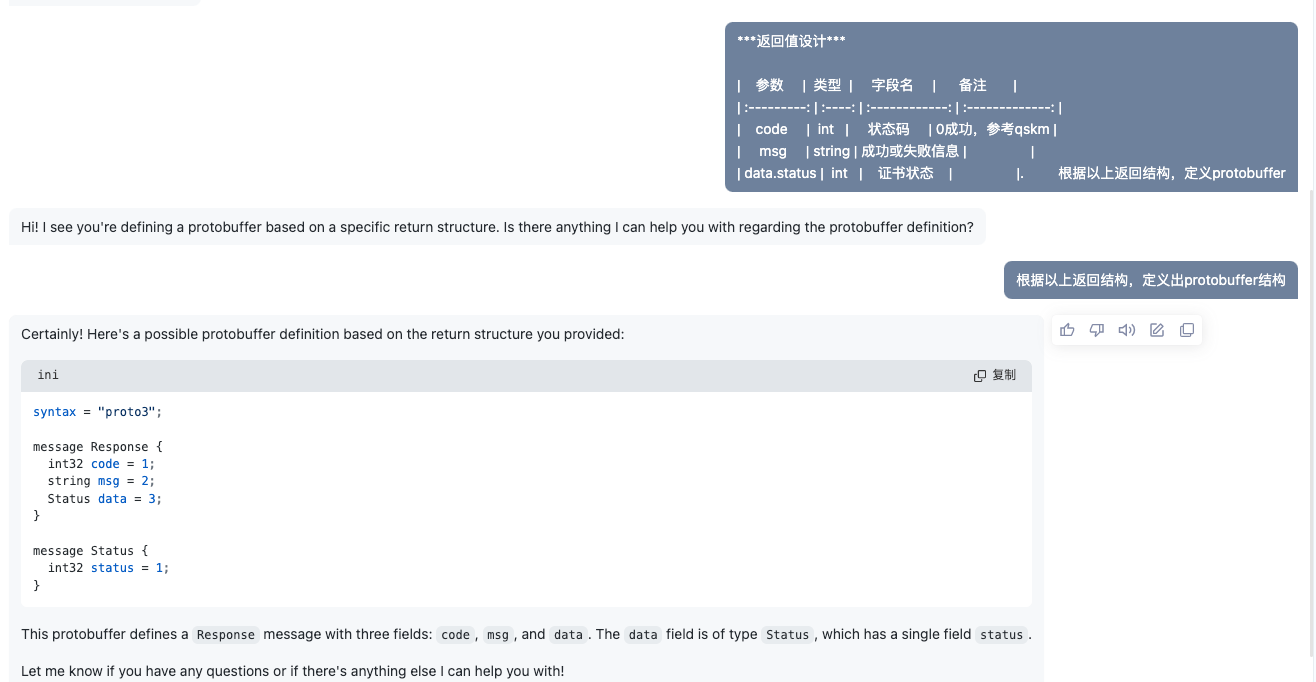 ***返回值设计***
|    参数    |  类型  |    字段名    |     备注      |
| :---------: | :----: | :------------: | :-------------: |
|    code    |  int  |    状态码    | 0成功，参考qskm |
|     msg     | string | 成功或失败信息 |                |
| data.status |  int  |    证书状态    |                |.        根据以上返回结构，定义protobuffer
Hi! I see you're defining a protobuffer based on a specific return structure. Is there anything I can help you with regarding the protobuffer definition?
根据以上返回结构，定义出protobuffer结构
Certainly! Here's a possible protobuffer definition based on the return structure you provided:
ini 复制
syntax = "proto3";
message Response {
  int32 code = 1;
  string msg = 2;
  Status data = 3;
}
message Status {
  int32 status = 1;
}
This protobuffer defines a Response message with three fields: code, msg, and data. The data field is of type Status, which has a single field status.
Let me know if you have any questions or if there's anything else I can help you with!